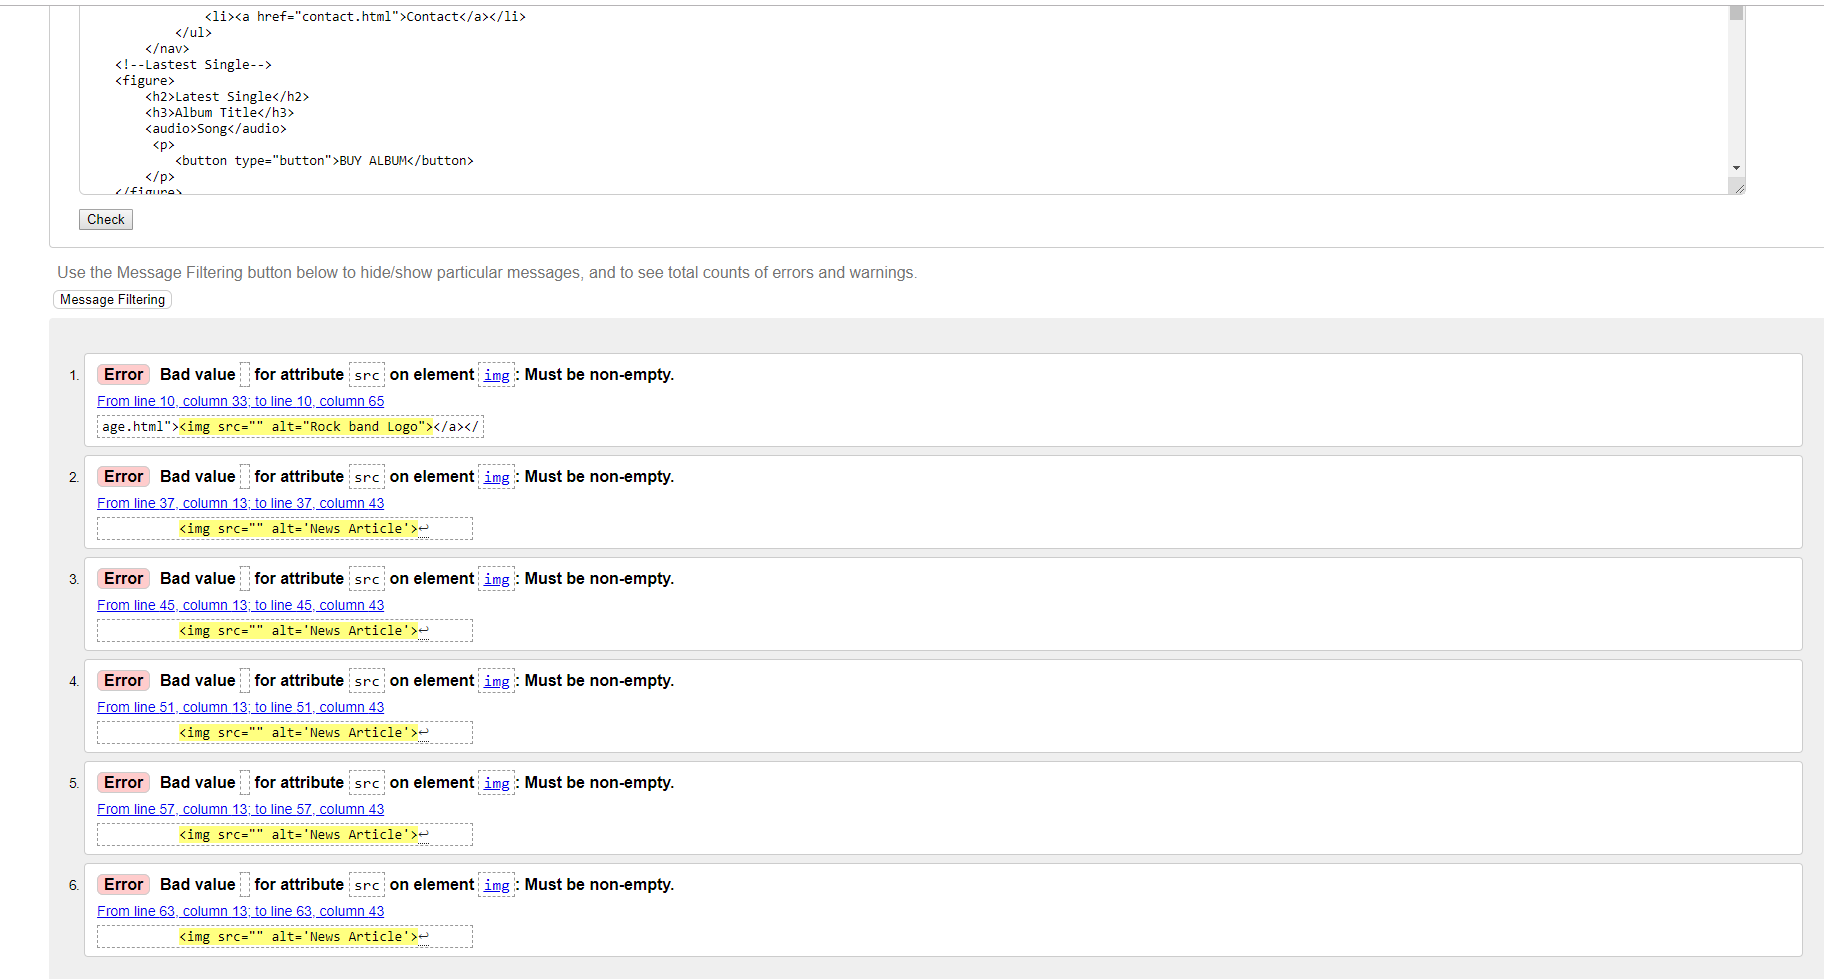 <li><a href="contact.html">Contact</a></li>
</ul>
</nav>
<!--Lastest Single-->
<figure>
<h2>Latest Single</h2>
<h3>Album Title</h3>
<audio>Song</audio>
<p>
<button type="button">BUY ALBUM</button>
</p>
</figure>
Check
Use the Message Filtering button below to hide/show particular messages, and to see total counts of errors and warnings.
Message Filtering
1. Error Bad value for attribute src on element img: Must be non-empty.
From line 10, column 33; to line 10, column 65
age.html"><img src="" alt="Rock band Logo"></a></
2. Error Bad value for attribute src on element img: Must be non-empty.
From line 37, column 13; to line 37, column 43
<img src="" alt='News Article'>↩
3. Error Bad value for attribute src on element img: Must be non-empty.
From line 45, column 13; to line 45, column 43
<img src="" alt='News Article'>↩
4. Error Bad value for attribute src on element img: Must be non-empty.
From line 51, column 13; to line 51, column 43
<img src="" alt='News Article'>↩
5. Error Bad value for attribute src on element img: Must be non-empty.
From line 57, column 13; to line 57, column 43
<img src="" alt='News Article'>↩
6. Error Bad value for attribute src on element img: Must be non-empty.
From line 63, column 13; to line 63, column 43
<img src="" alt='News Article'>↩